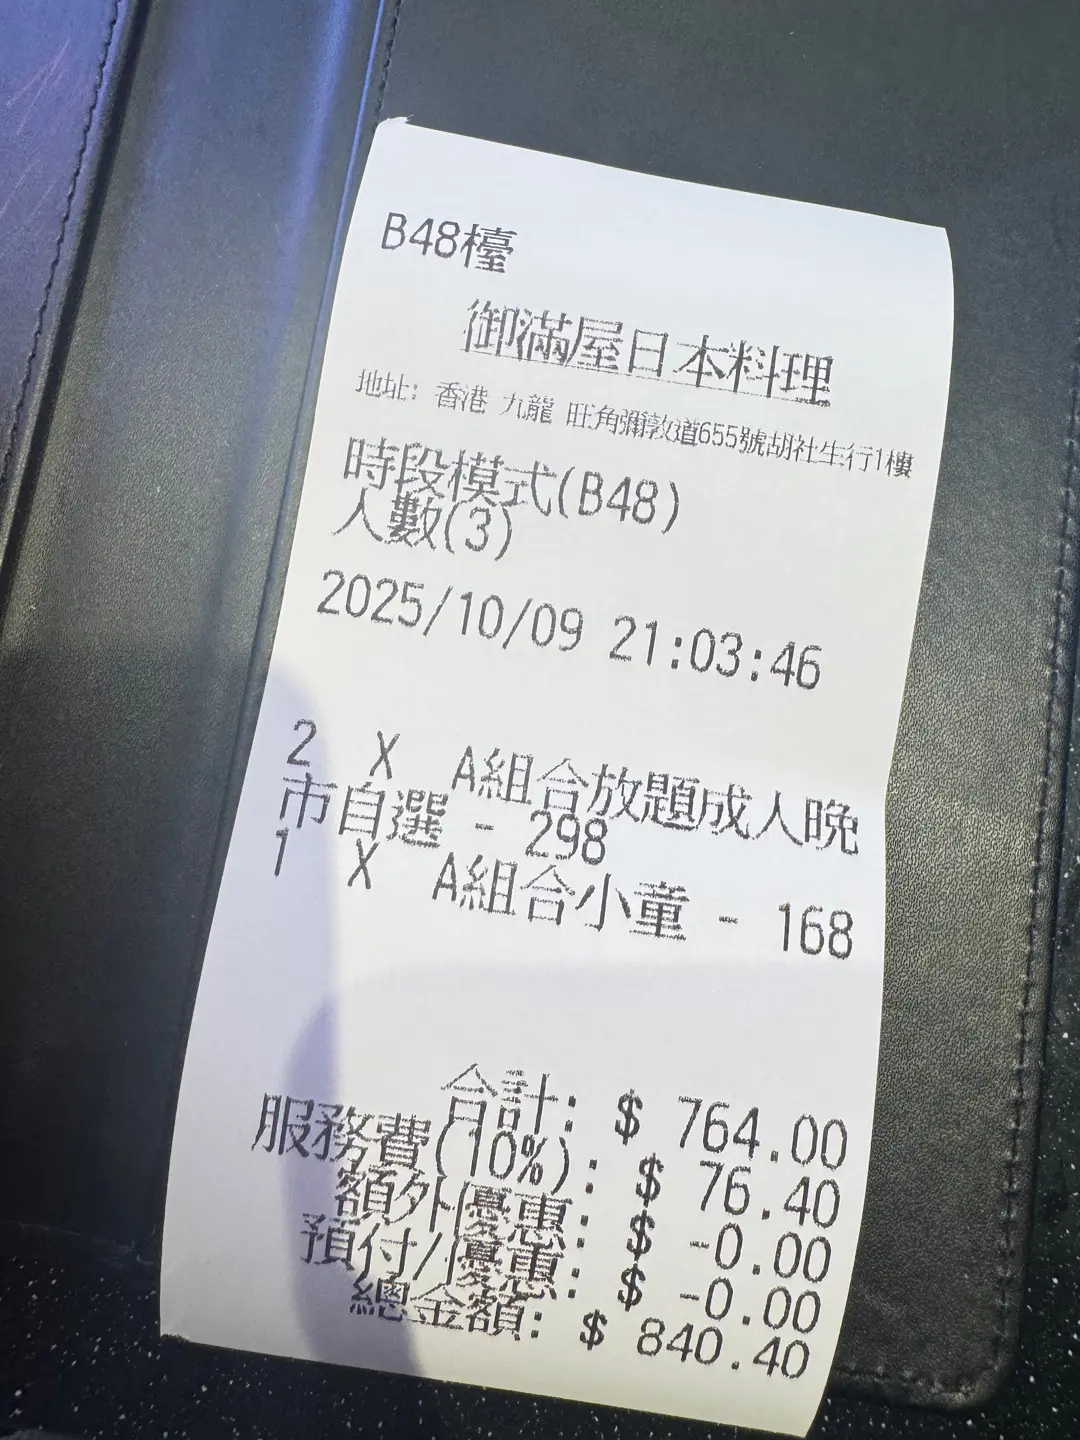 B48檯
御滿屋日本料理
地址: 香港 九龍 旺角彌敦道655號胡社生行1樓
時段模式(B48)
人數(3)
2025/10/09 21:03:46
2 X A組合放題成人晚
市自選 - 298
1 X A組合小童 - 168
合計: $ 764.00
服務費(10%): $ 76.40
額外優惠: $ -0.00
預付/優惠: $ -0.00
總金額: $ 840.40